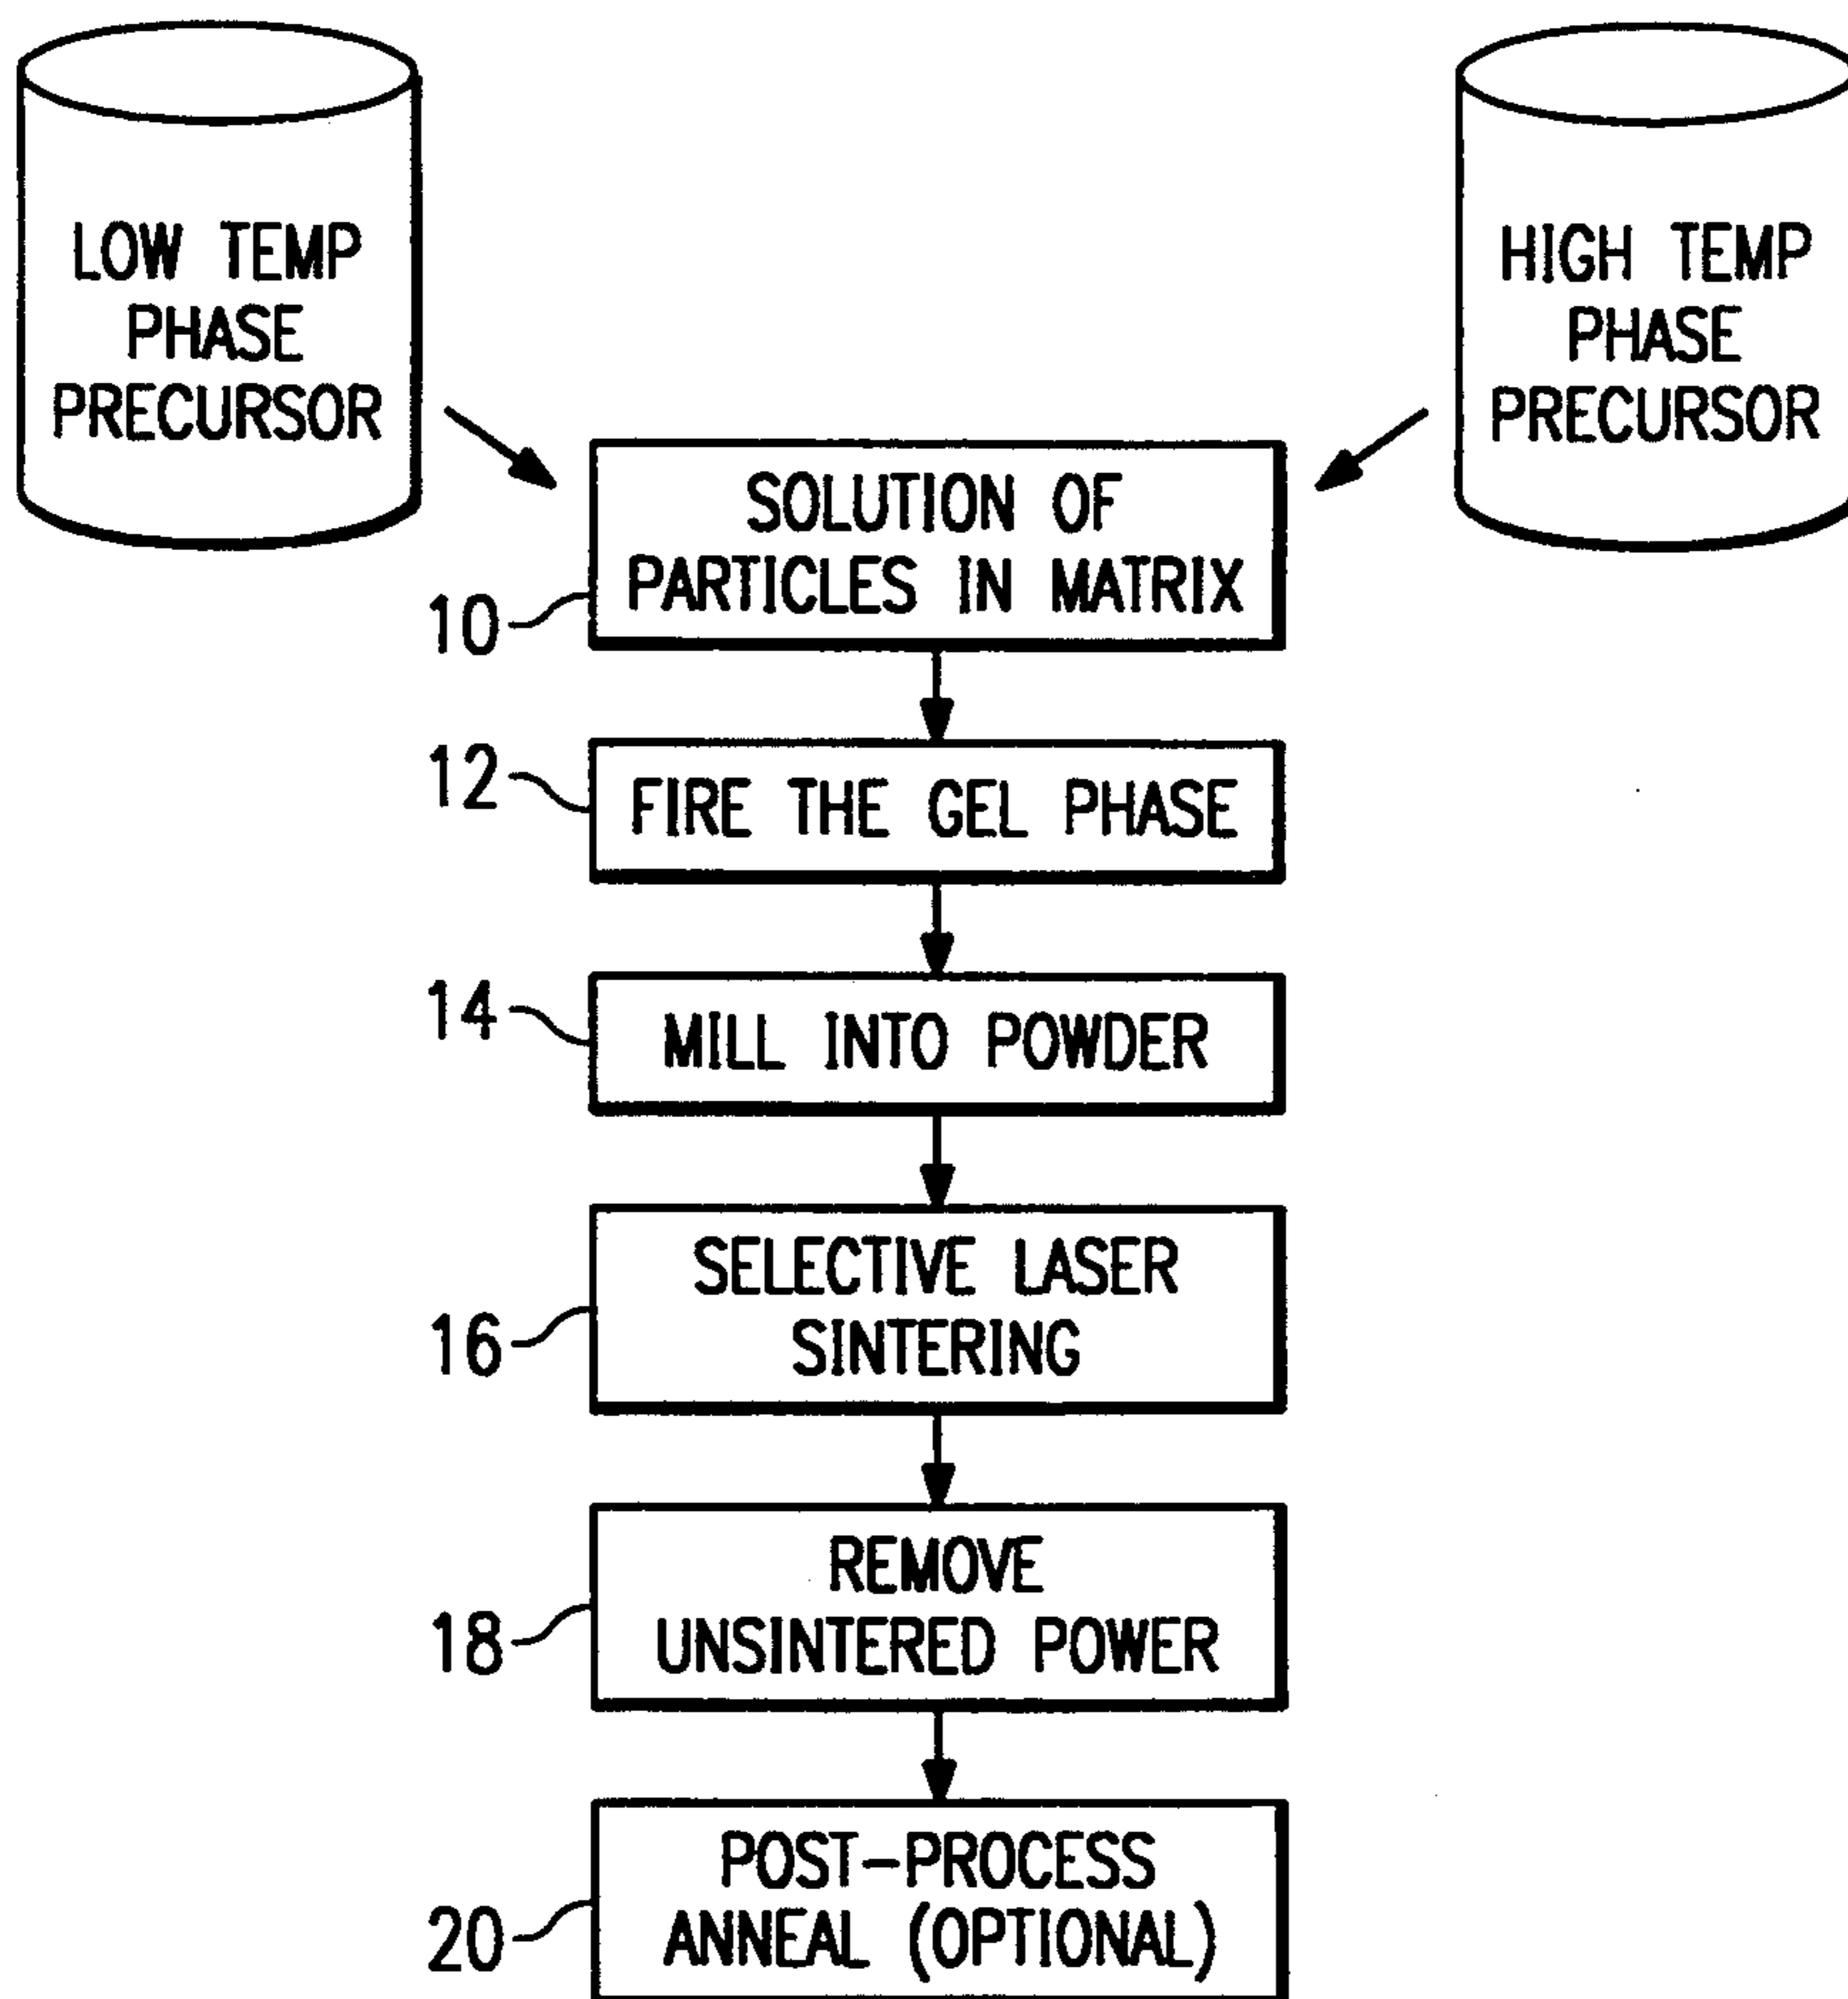 LOW TEMP
PHASE
PRECURSOR
HIGH TEMP
PHASE
PRECURSOR
SOLUTION OF
PARTICLES IN MATRIX
10
12
FIRE THE GEL PHASE
14
MILL INTO POWDER
SELECTIVE LASER
SINTERING
16
REMOVE
UNSINTERED POWER
18
POST-PROCESS
ANNEAL (OPTIONAL)
20